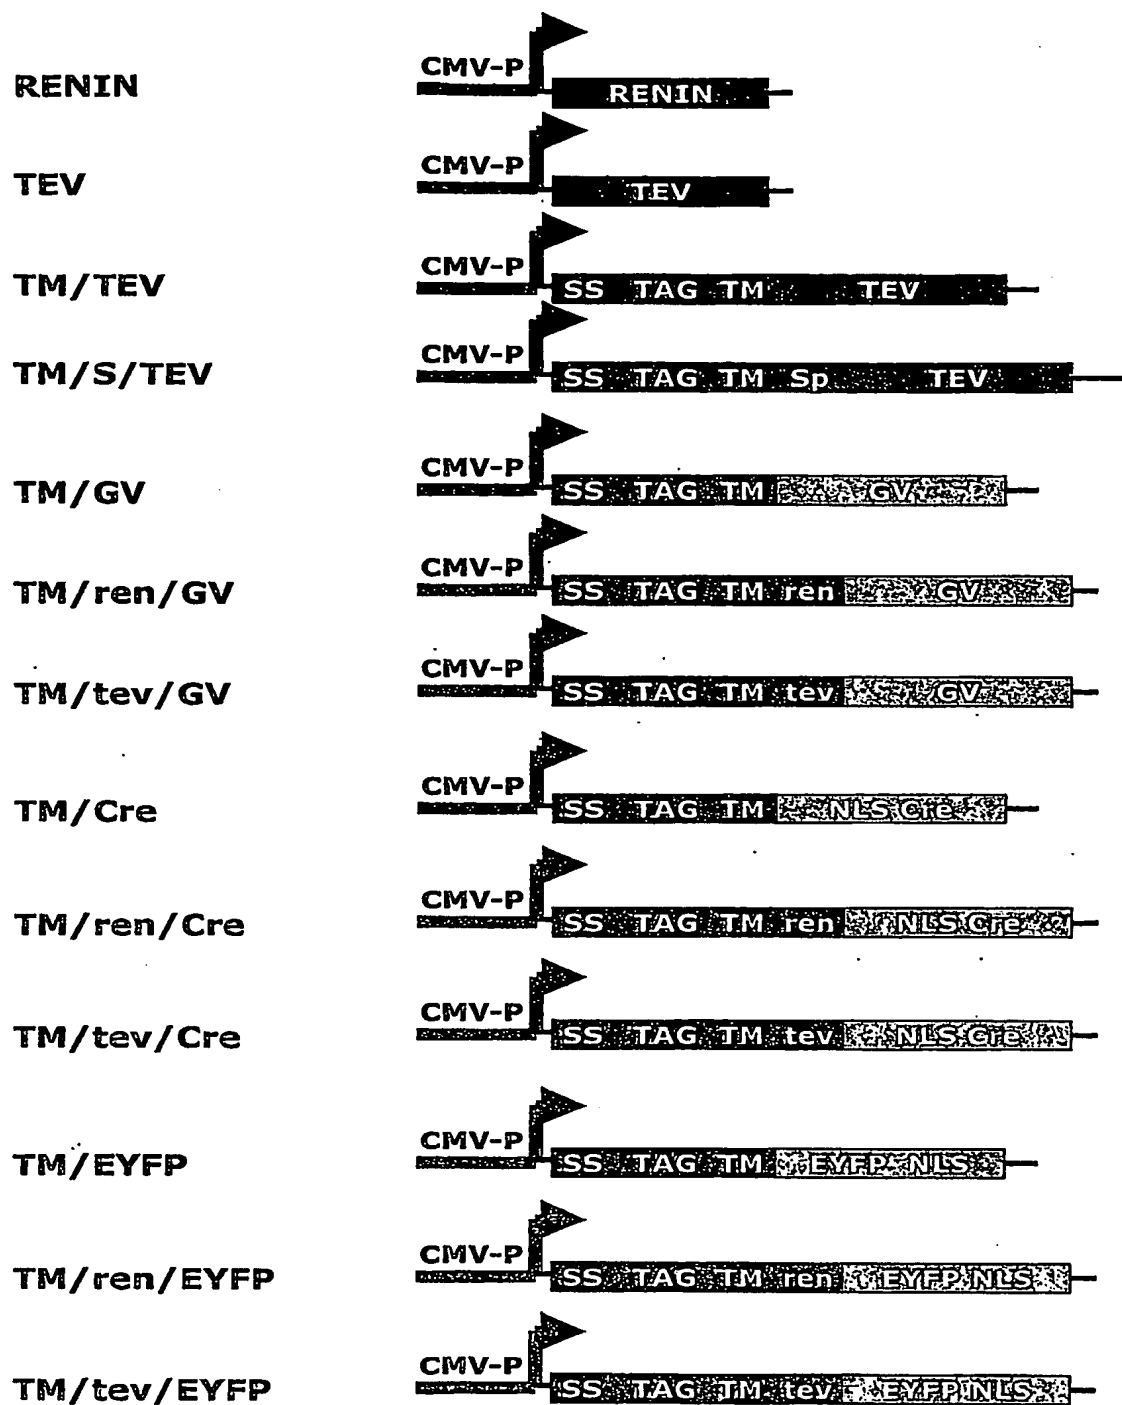 RENIN CMV-P RENIN
TEV CMV-P TEV
TM/TEV CMV-P SS TAG TM TEV
TM/S/TEV CMV-P SS TAG TM Sp TEV
TM/GV CMV-P SS TAG TM GV
TM/ren/GV CMV-P SS TAG TM ren GV
TM/tev/GV CMV-P SS TAG TM tev GV
TM/Cre CMV-P SS TAG TM NLS Cre
TM/ren/Cre CMV-P SS TAG TM ren NLS Cre
TM/tev/Cre CMV-P SS TAG TM tev NLS Cre
TM/EYFP CMV-P SS TAG TM EYFP NLS
TM/ren/EYFP CMV-P SS TAG TM ren EYFP NLS
TM/tev/EYFP CMV-P SS TAG TM tev EYFP NLS